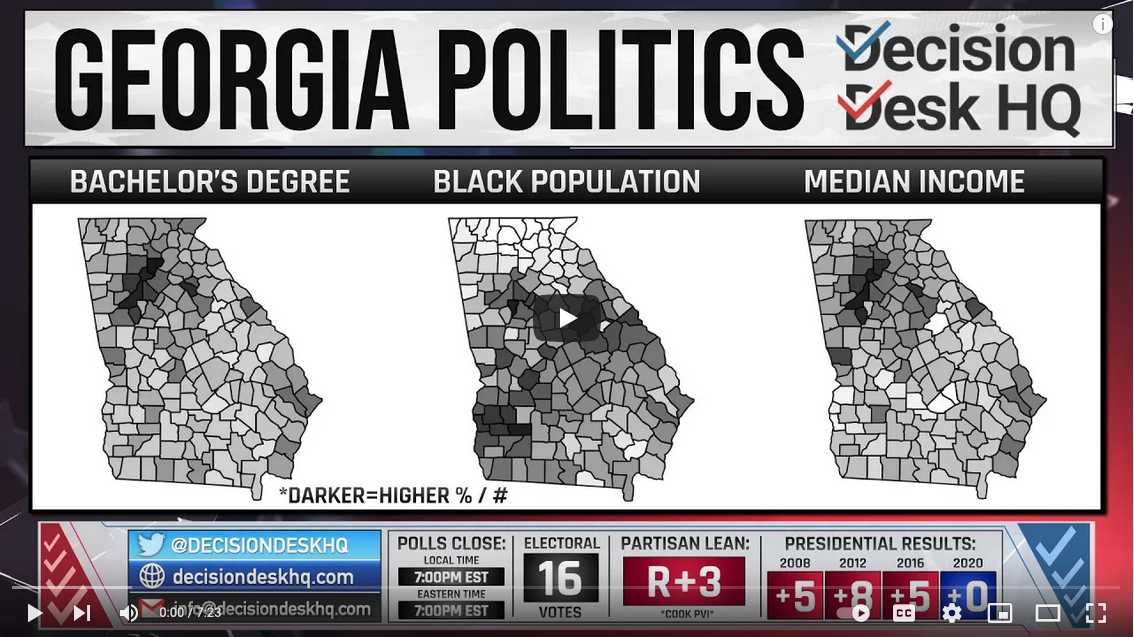 GEORGIA POLITICS
Decision
Desk HQ
BACHELOR'S DEGREE
BLACK POPULATION
MEDIAN INCOME
*DARKER=HIGHER % / #
@DECISIONDESKHQ
decisiondeskhq.com
info@decisiondeskhq.com
POLLS CLOSE:
LOCAL TIME
7:00PM EST
EASTERN TIME
7:00PM EST
ELECTORAL
16
VOTES
PARTISAN LEAN:
R+3
*COOK PVI*
PRESIDENTIAL RESULTS:
2008 2012 2016 2020
+5 +8 +5 +0
0:00 / 7:23
CC
i